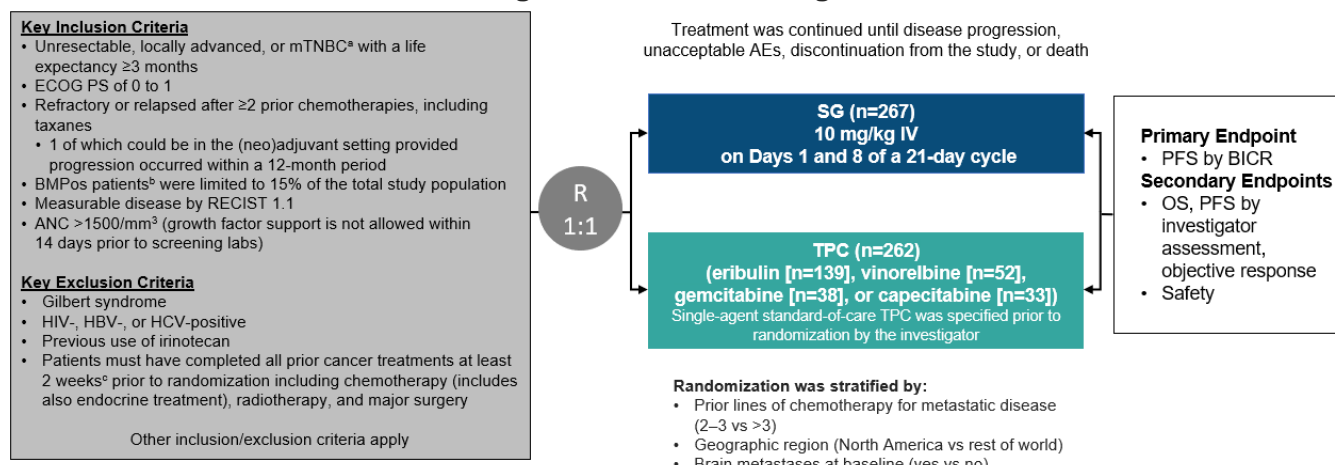 Key Inclusion Criteria
• Unresectable, locally advanced, or mTNBCᵃ with a life
expectancy ≥3 months
• ECOG PS of 0 to 1
• Refractory or relapsed after ≥2 prior chemotherapies, including
taxanes
• 1 of which could be in the (neo)adjuvant setting provided
progression occurred within a 12-month period
• BMPos patientsᵇ were limited to 15% of the total study population
• Measurable disease by RECIST 1.1
• ANC >1500/mm³ (growth factor support is not allowed within
14 days prior to screening labs)
Key Exclusion Criteria
• Gilbert syndrome
• HIV-, HBV-, or HCV-positive
• Previous use of irinotecan
• Patients must have completed all prior cancer treatments at least
2 weeksᶜ prior to randomization including chemotherapy (includes
also endocrine treatment), radiotherapy, and major surgery
Other inclusion/exclusion criteria apply
R
1:1
Treatment was continued until disease progression,
unacceptable AEs, discontinuation from the study, or death
SG (n=267)
10 mg/kg IV
on Days 1 and 8 of a 21-day cycle
TPC (n=262)
(eribulin [n=139], vinorelbine [n=52],
gemcitabine [n=38], or capecitabine [n=33])
Single-agent standard-of-care TPC was specified prior to
randomization by the investigator
Randomization was stratified by:
• Prior lines of chemotherapy for metastatic disease
(2–3 vs >3)
• Geographic region (North America vs rest of world)
• Brain metastases at baseline (yes vs no)
Primary Endpoint
• PFS by BICR
Secondary Endpoints
• OS, PFS by
investigator
assessment,
objective response
• Safety